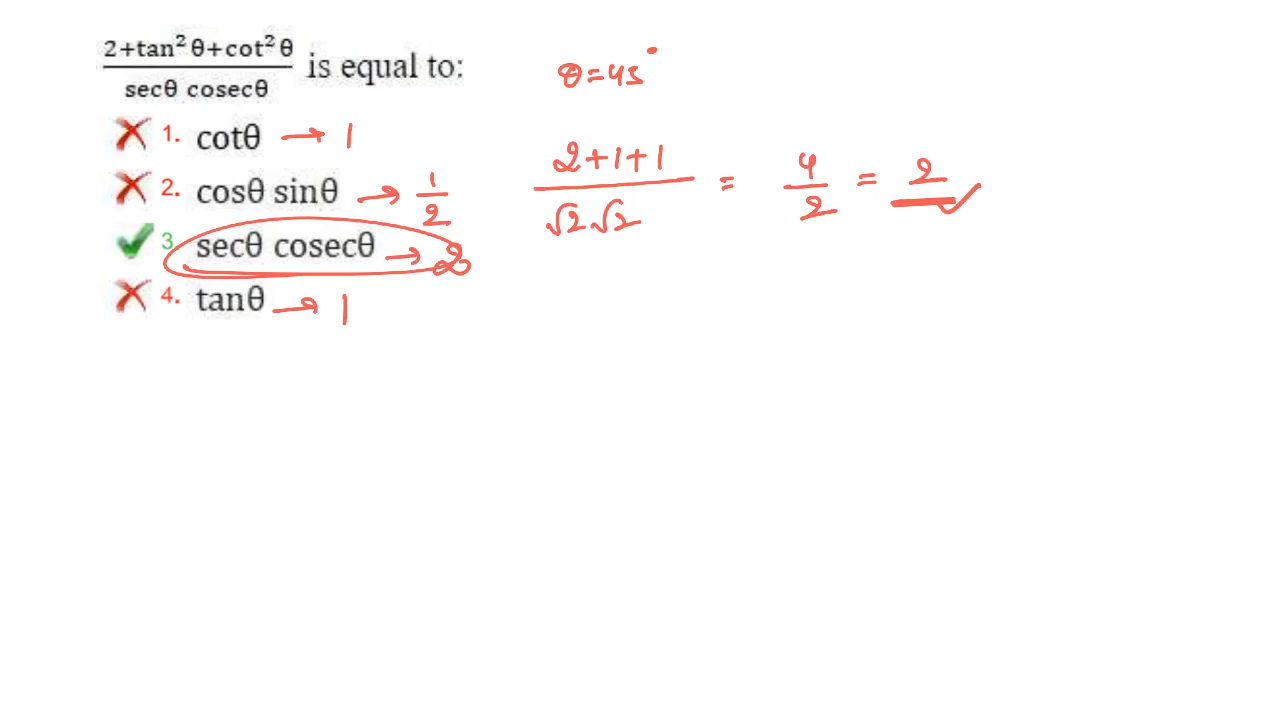 2+tan²θ+cot²θ
secθ cosecθ
is equal to:
1. cotθ → 1
2. cosθ sinθ → 1/2
3. secθ cosecθ → 2
4. tanθ → 1
θ=45°
2+1+1
√2 √2
= 4/2 = 2